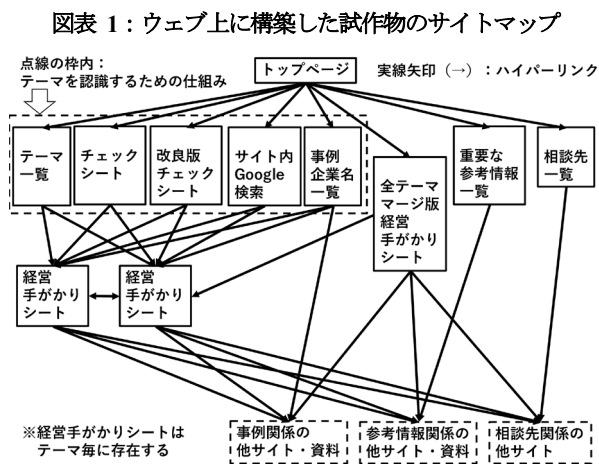 図表 1：ウェブ上に構築した試作物のサイトマップ
点線の枠内：
テーマを認識するための仕組み
トップページ
実線矢印（→）：ハイパーリンク
テーマ
一覧
チェック
シート
改良版
チェック
シート
サイト内
Google
検索
事例
企業名
一覧
全テーマ
マージ版
経営
手がかり
シート
重要な
参考情報
一覧
相談先
一覧
経営
手がかり
シート
経営
手がかり
シート
※経営手がかりシートは
テーマ毎に存在する
事例関係の
他サイト・資料
参考情報関係の
他サイト・資料
相談先関係の
他サイト